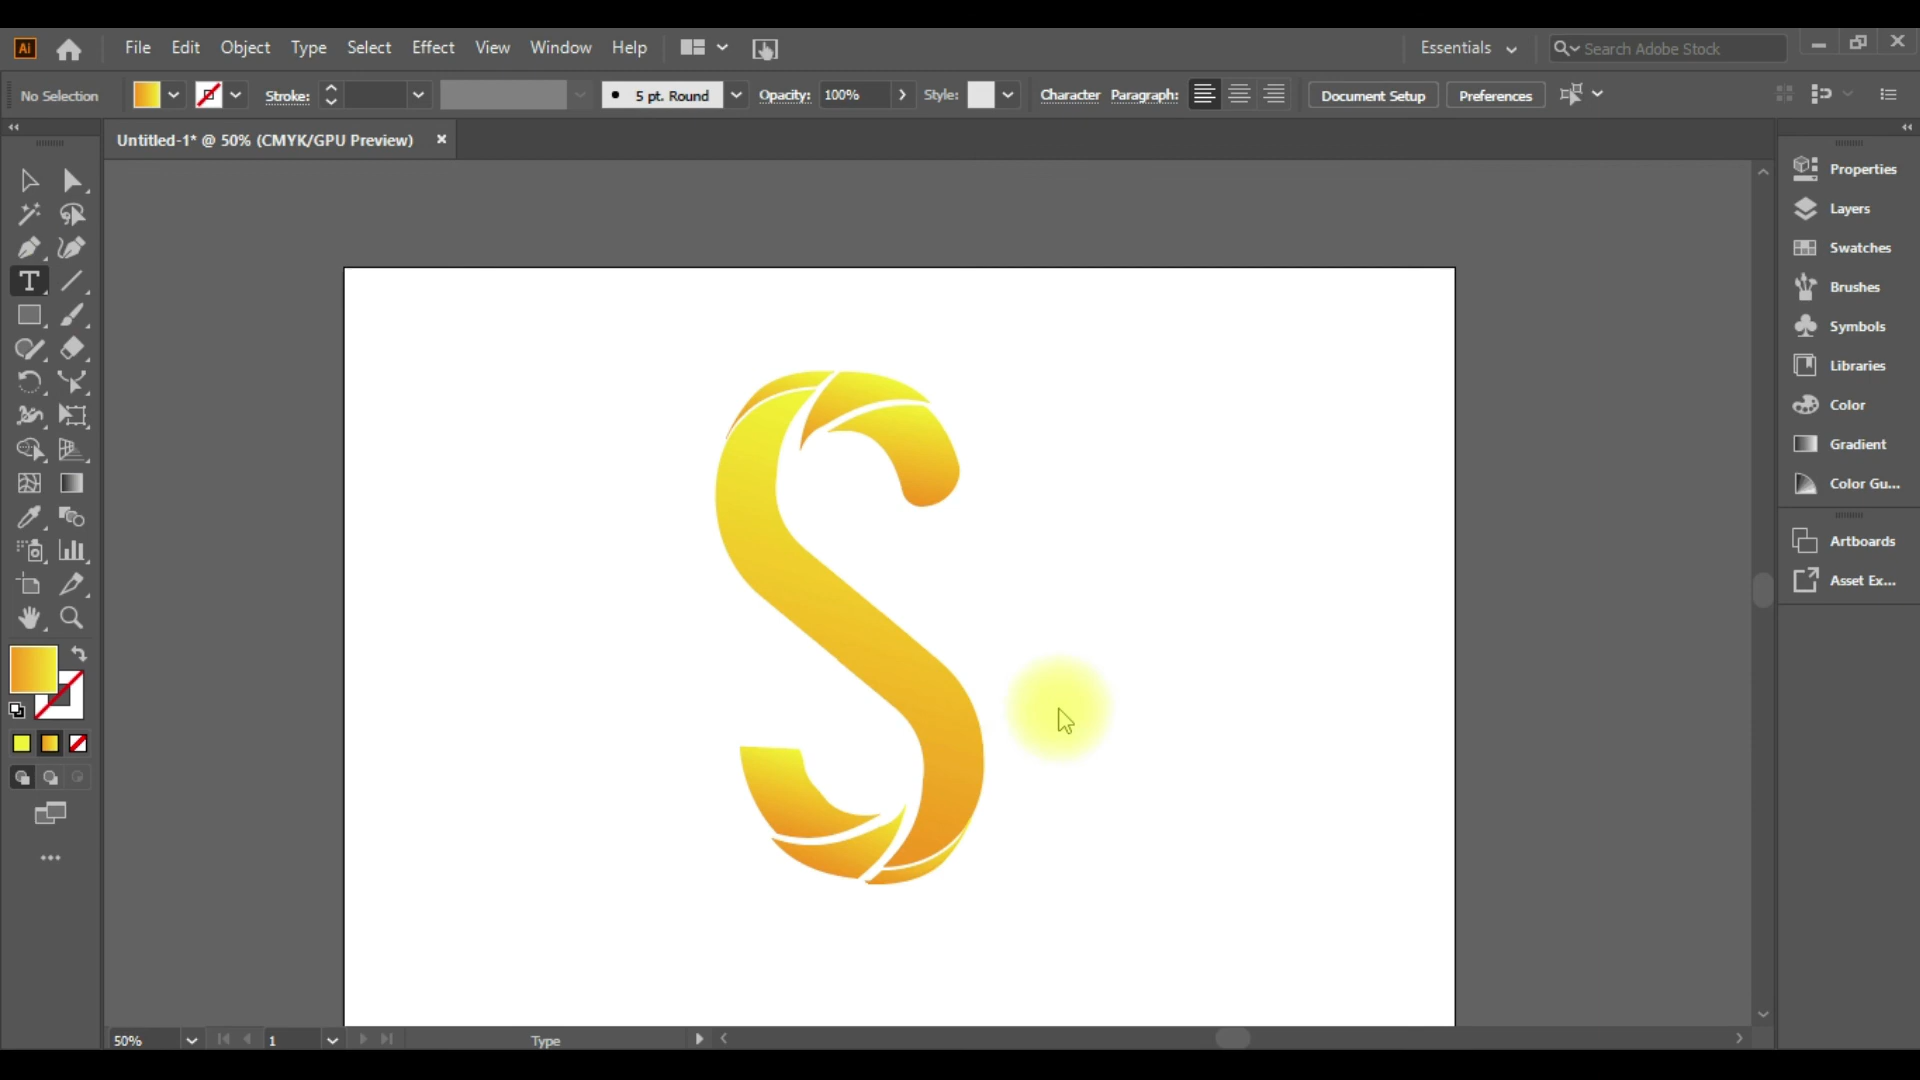 Ai File Edit Object Type Select Effect View Window Help Essentials Search Adobe Stock
No Selection Stroke: 5 pt. Round Opacity: 100% Style: Character Paragraph: Document Setup Preferences
Untitled-1* @ 50% (CMYK/GPU Preview)
Properties
Layers
Swatches
Brushes
Symbols
Libraries
Color
Gradient
Color Gu...
Artboards
Asset Ex...
S
50% 1 Type